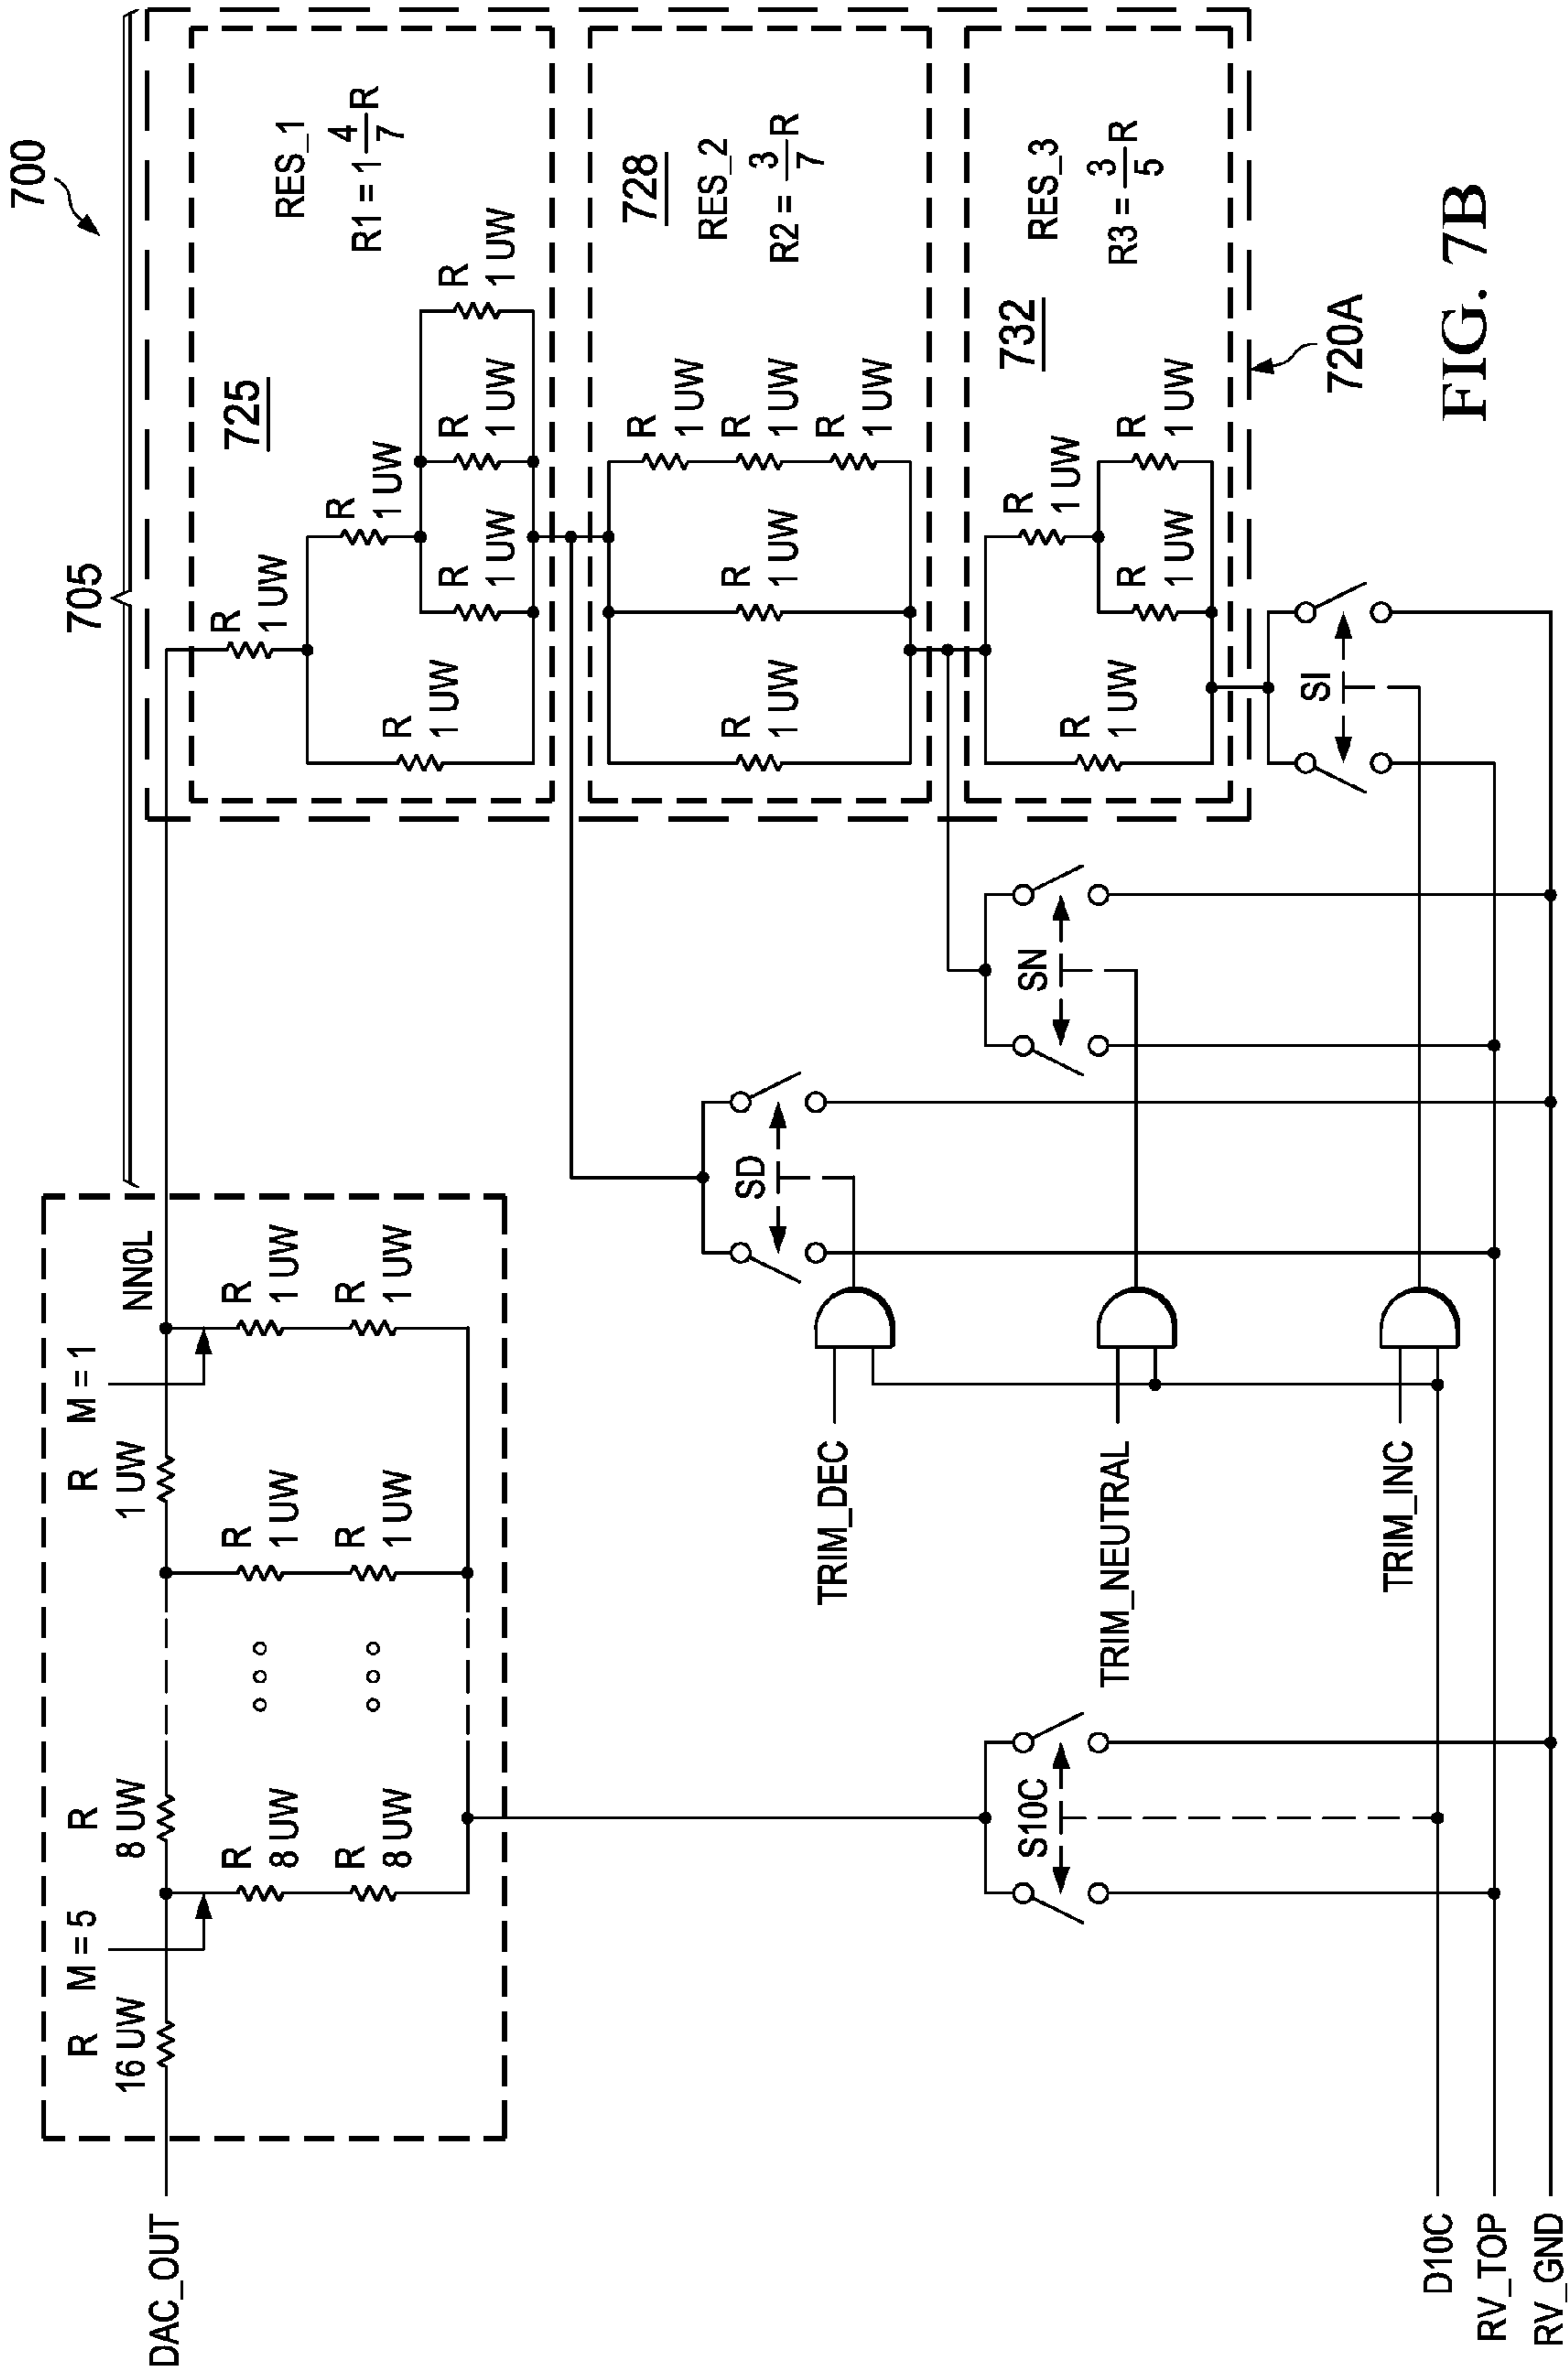 700
705
DAC_OUT
R
16 UW
M = 5
R
8 UW
R
8 UW
R
8 UW
R
1 UW
M = 1
R
1 UW
R
1 UW
NN0L
R
1 UW
R
1 UW
R
1 UW
R
1 UW
R
1 UW
R
1 UW
R
1 UW
R
1 UW
725
RES_1
R1 = 1 4/7 R
R
1 UW
R
1 UW
R
1 UW
R
1 UW
R
1 UW
728
RES_2
R2 = 3/7 R
R
1 UW
R
1 UW
R
1 UW
R
1 UW
732
RES_3
R3 = 3/5 R
720A
S10C
SD
SN
SI
TRIM_DEC
TRIM_NEUTRAL
TRIM_INC
D10C
RV_TOP
RV_GND
FIG. 7B